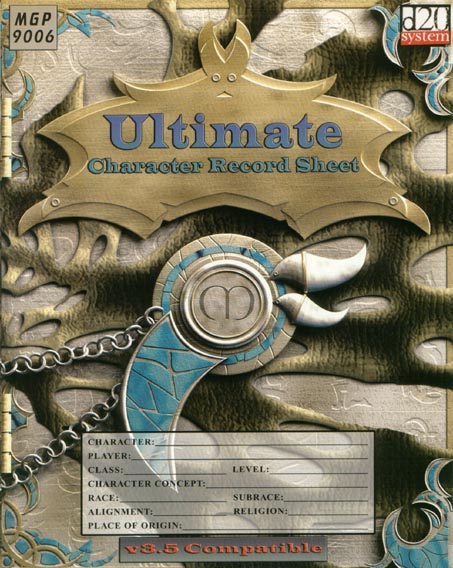 MGP
9006
d20
system
Ultimate
Character Record Sheet
m
CHARACTER:
PLAYER:
CLASS: LEVEL:
CHARACTER CONCEPT:
RACE: SUBRACE:
ALIGNMENT: RELIGION:
PLACE OF ORIGIN:
v3.5 Compatible